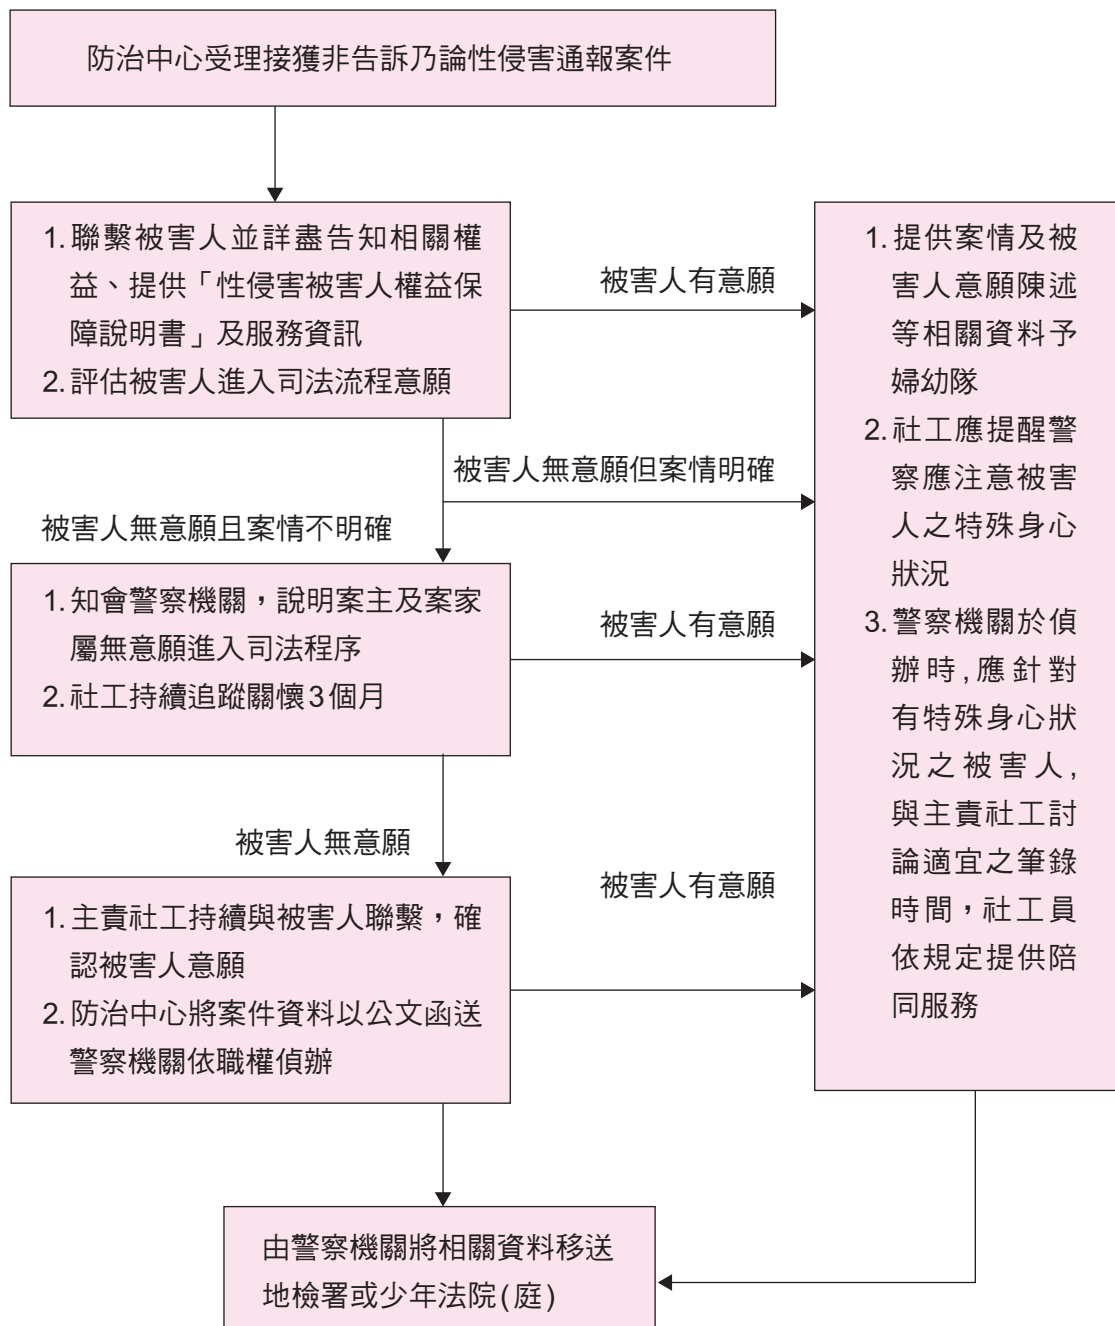 防治中心受理接獲非告訴乃論性侵害通報案件
1. 聯繫被害人並詳盡告知相關權
益、提供「性侵害被害人權益保
障說明書」及服務資訊
2. 評估被害人進入司法流程意願
被害人有意願
被害人無意願但案情明確
被害人無意願且案情不明確
1. 知會警察機關，說明案主及案家
屬無意願進入司法程序
2. 社工持續追蹤關懷3個月
被害人有意願
被害人無意願
1. 主責社工持續與被害人聯繫，確
認被害人意願
2. 防治中心將案件資料以公文函送
警察機關依職權偵辦
被害人有意願
1. 提供案情及被
害人意願陳述
等相關資料予
婦幼隊
2. 社工應提醒警
察應注意被害
人之特殊身心
狀況
3. 警察機關於偵
辦時,應針對
有特殊身心狀
況之被害人,
與主責社工討
論適宜之筆錄
時間，社工員
依規定提供陪
同服務
由警察機關將相關資料移送
地檢署或少年法院(庭)